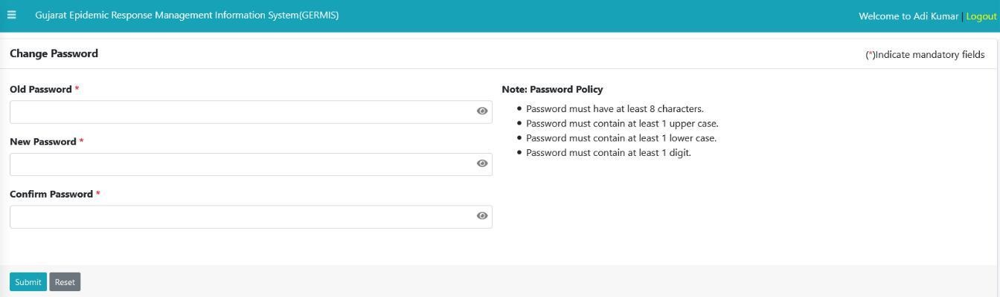 Gujarat Epidemic Response Management Information System(GERMIS)
Welcome to Adi Kumar | Logout
Change Password
(*)Indicate mandatory fields
Old Password *
New Password *
Confirm Password *
Note: Password Policy
● Password must have at least 8 characters.
● Password must contain at least 1 upper case.
● Password must contain at least 1 lower case.
● Password must contain at least 1 digit.
Submit
Reset